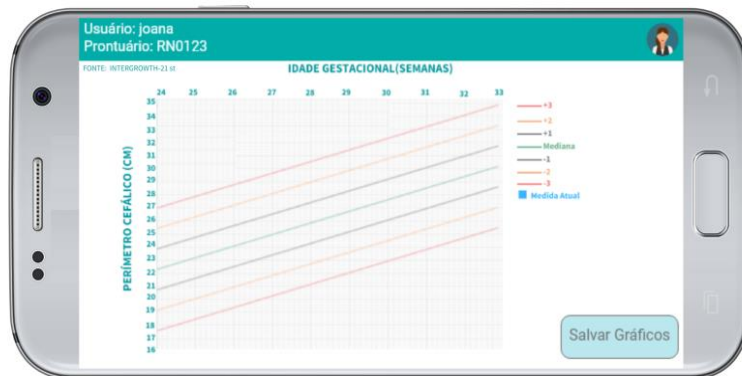 Usuário: joana
Prontuário: RN0123
FONTE: INTERGROWTH-21 st
IDADE GESTACIONAL(SEMANAS)
24 25 26 27 28 29 30 31 32 33
PERÍMETRO CEFÁLICO (CM)
35
34
33
32
31
30
29
28
27
26
25
24
23
22
21
20
19
18
17
16
+3
+2
+1
Mediana
-1
-2
-3
Medida Atual
Salvar Gráficos